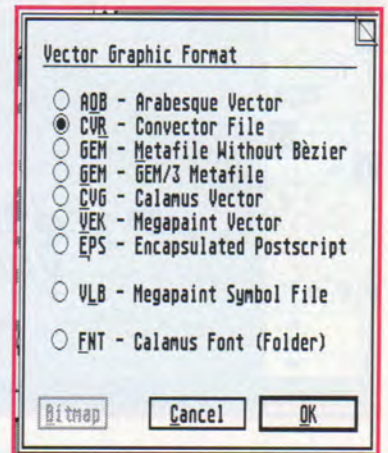 Vector Graphic Format
AOB - Arabesque Vector
CVR - Convector File
GEM - Metafile Without Bèzier
GEM - GEM/3 Metafile
CVG - Calamus Vector
VEK - Megapaint Vector
EPS - Encapsulated Postscript
VLB - Megapaint Symbol File
FNT - Calamus Font (Folder)
Bitmap Cancel OK